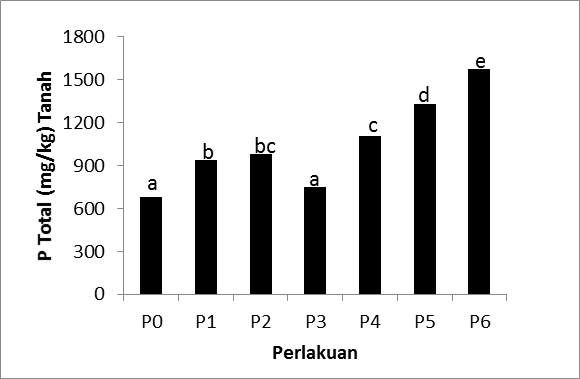 P Total (mg/kg) Tanah
1800
1500
1200
900
600
300
0
a
b
bc
a
c
d
e
P0 P1 P2 P3 P4 P5 P6
Perlakuan